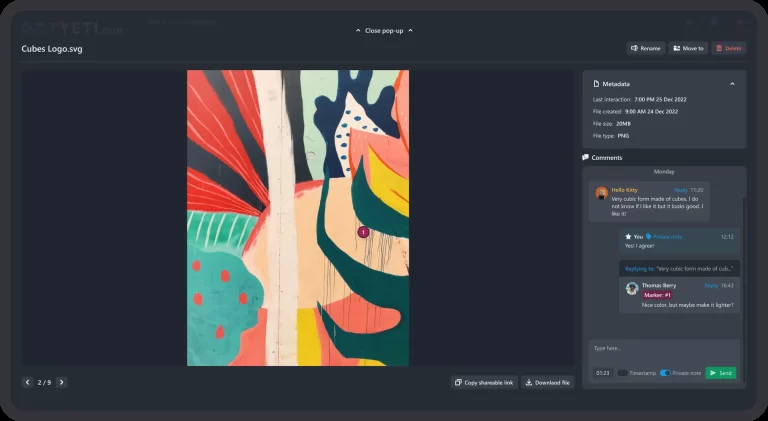 Close pop-up
Cubes Logo.svg
Rename
Move to
Delete
Metadata
Last interaction: 7:00 PM 25 Dec 2022
File created: 9:00 AM 24 Dec 2022
File size: 20MB
File type: PNG
Comments
Monday
Hello Kitty Reply 11:20
Very cubic form made of cubes. I do
not know if I like it but it looks good. I
like it!
You Private note 12:12
Yes! I agree!
Replying to: "Very cubic form made of cub..."
Thomas Berry Reply 16:43
Marker: #1
Nice color, but maybe make it lighter!
1
Type here...
01:23 Timestamp Private note Send
2 / 9
Copy shareable link
Download file